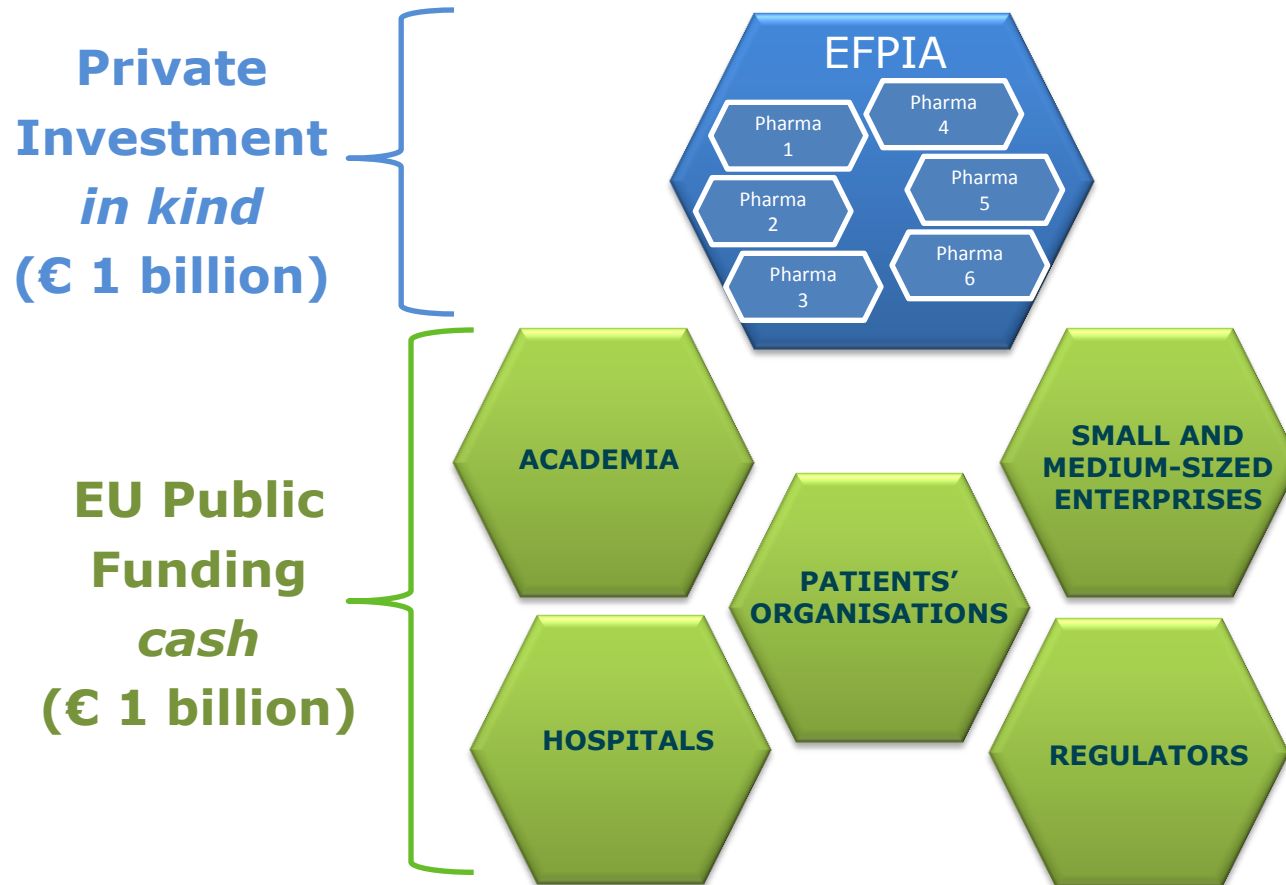 Private
Investment
in kind
(€ 1 billion)
EFPIA
Pharma
1
Pharma
2
Pharma
3
Pharma
4
Pharma
5
Pharma
6
EU Public
Funding
cash
(€ 1 billion)
ACADEMIA
SMALL AND
MEDIUM-SIZED
ENTERPRISES
PATIENTS’
ORGANISATIONS
HOSPITALS
REGULATORS